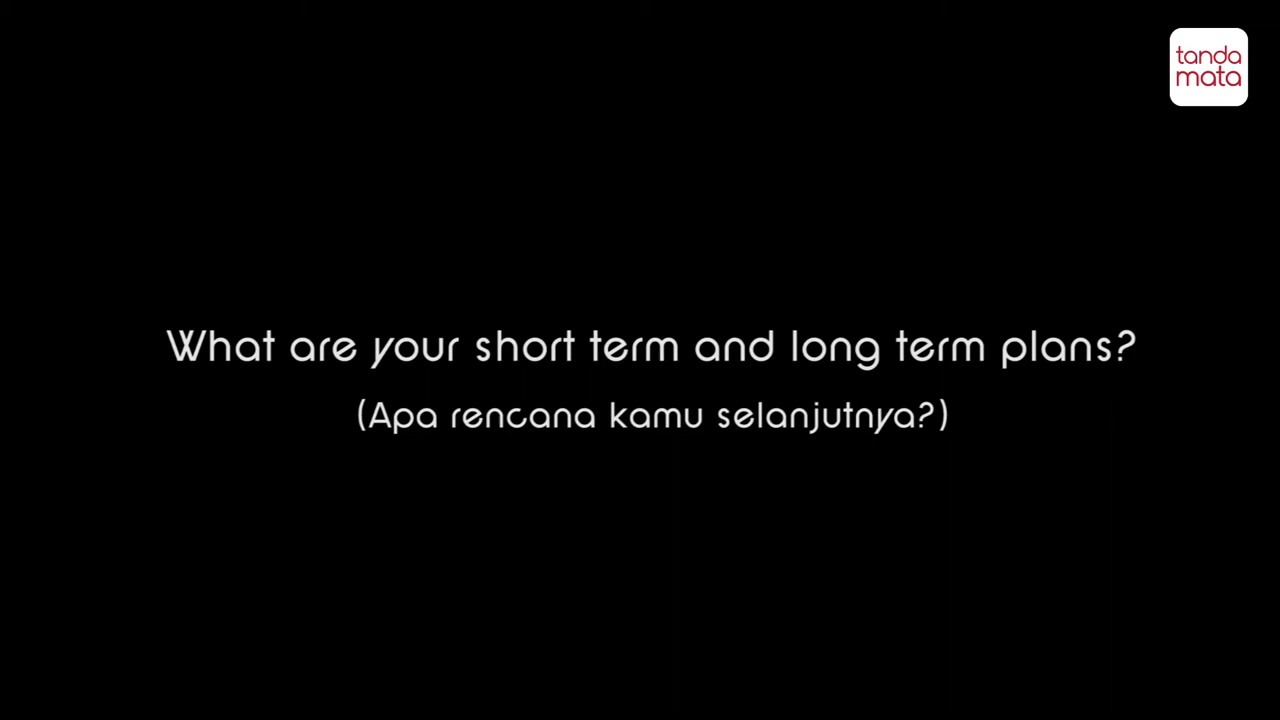 tanda
mata
What are your short term and long term plans?
(Apa rencana kamu selanjutnya?)